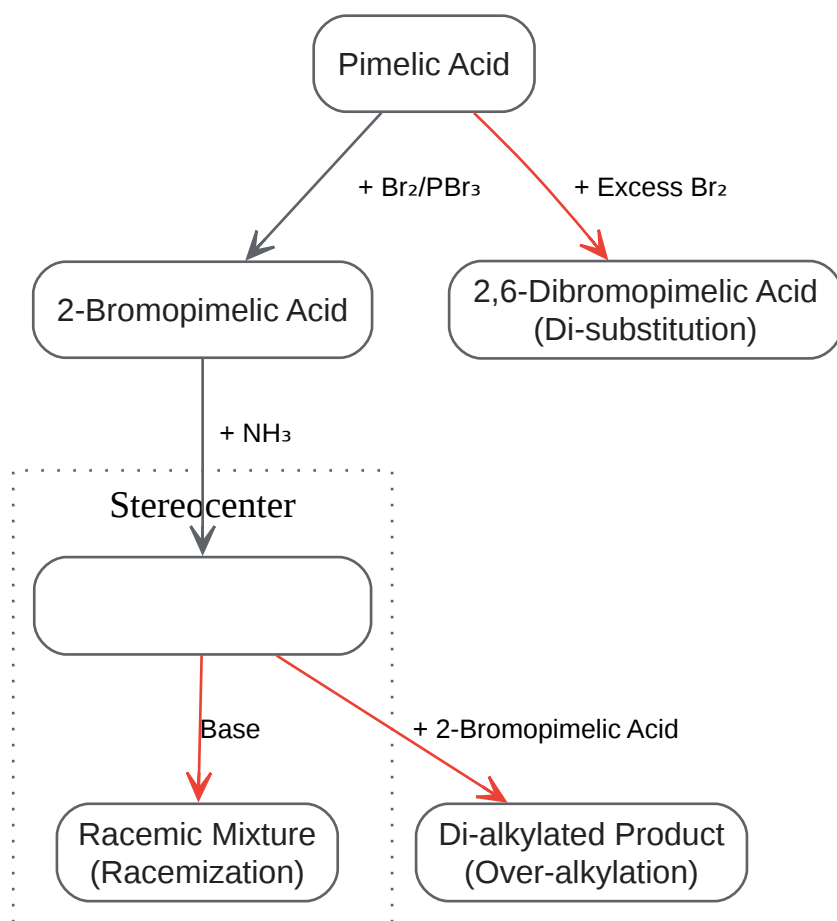 Pimelic Acid
+ Br₂/PBr₃
+ Excess Br₂
2-Bromopimelic Acid
2,6-Dibromopimelic Acid
(Di-substitution)
+ NH₃
Stereocenter
Base
+ 2-Bromopimelic Acid
Racemic Mixture
(Racemization)
Di-alkylated Product
(Over-alkylation)